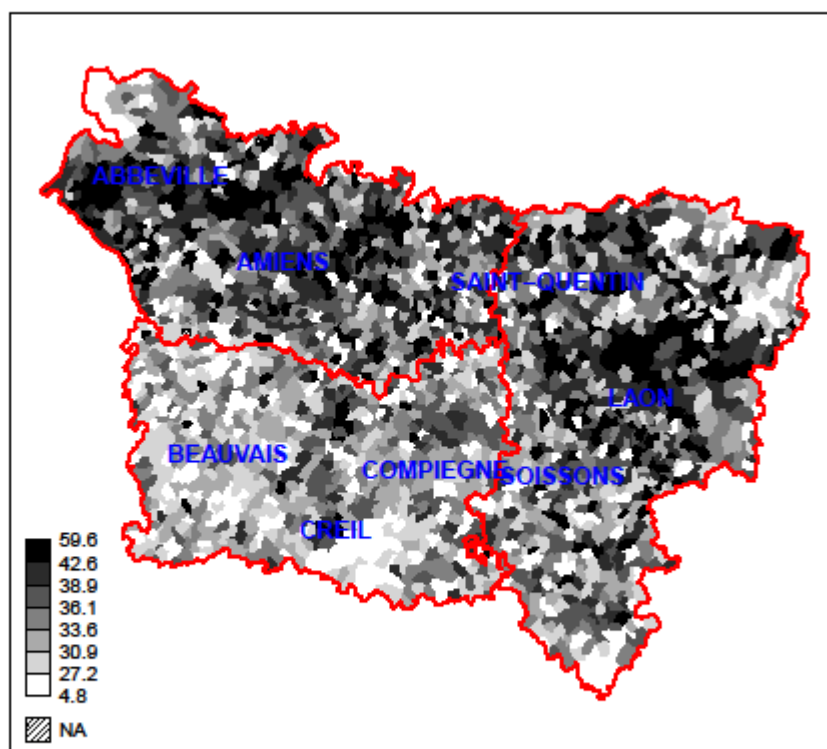 ABBEVILLE
AMIENS
SAINT−QUENTIN
LAON
BEAUVAIS
COMPIEGNE
SOISSONS
CREIL
59.6
42.6
38.9
36.1
33.6
30.9
27.2
4.8
NA